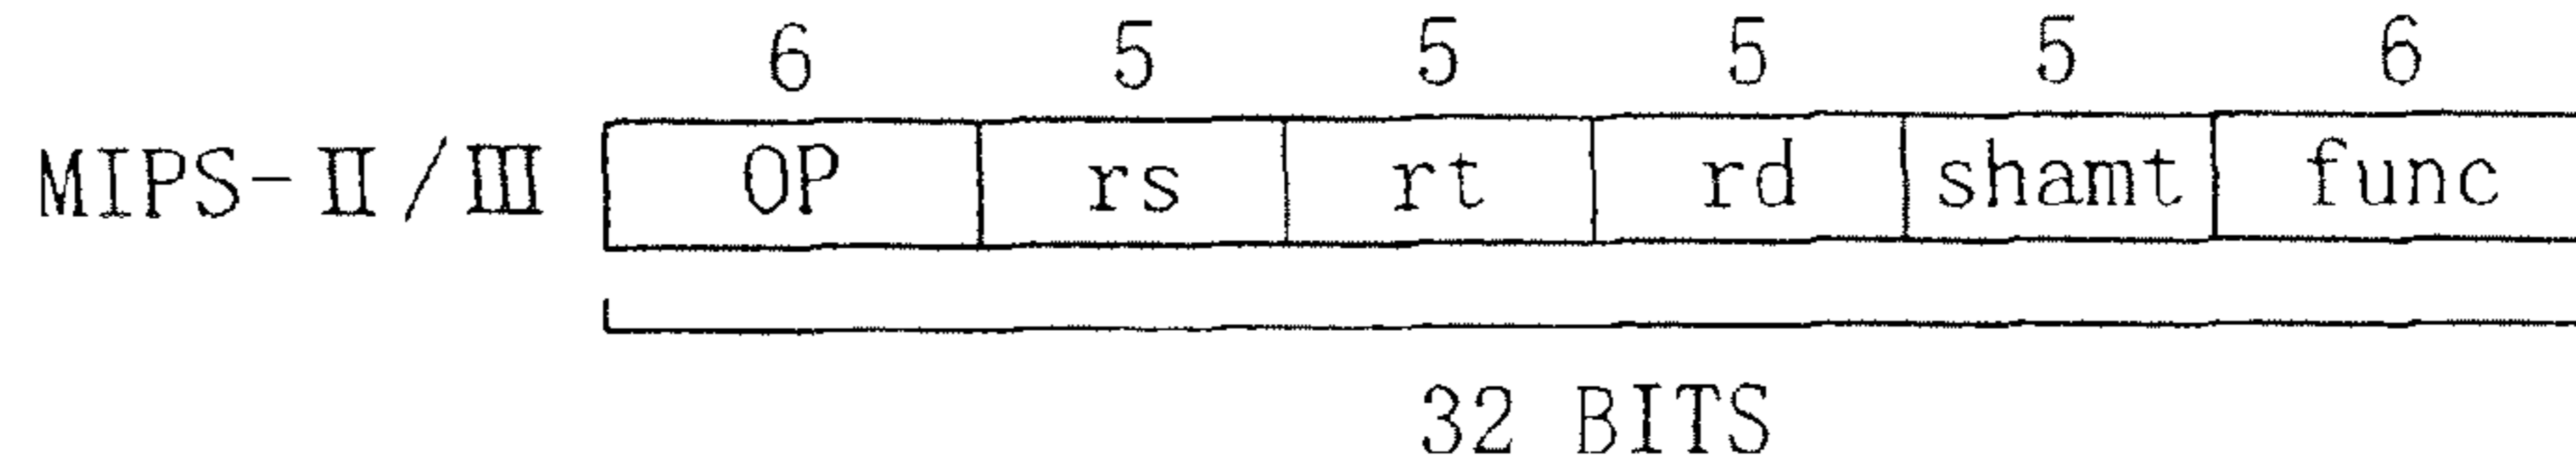 6 5 5 5 5 6
MIPS-II/III OP rs rt rd shamt func
32 BITS